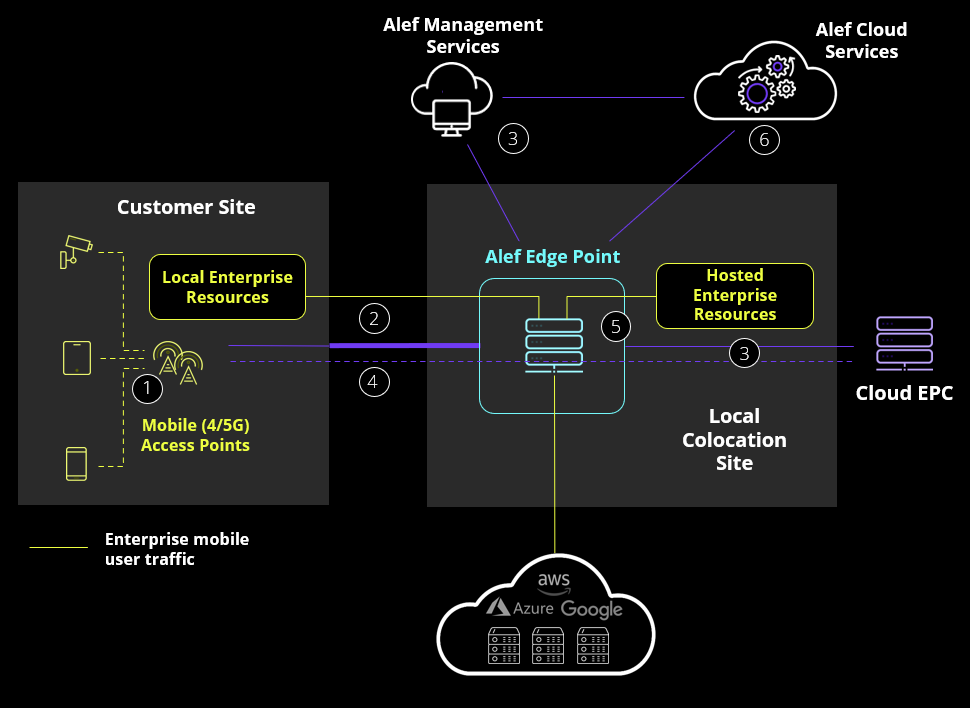 Alef Management
Services
Alef Cloud
Services
3
6
Customer Site
Alef Edge Point
Local Enterprise
Resources
Hosted
Enterprise
Resources
2
5
3
4
1
Cloud EPC
Mobile (4/5G)
Access Points
Local
Colocation
Site
Enterprise mobile
user traffic
aws
Azure Google